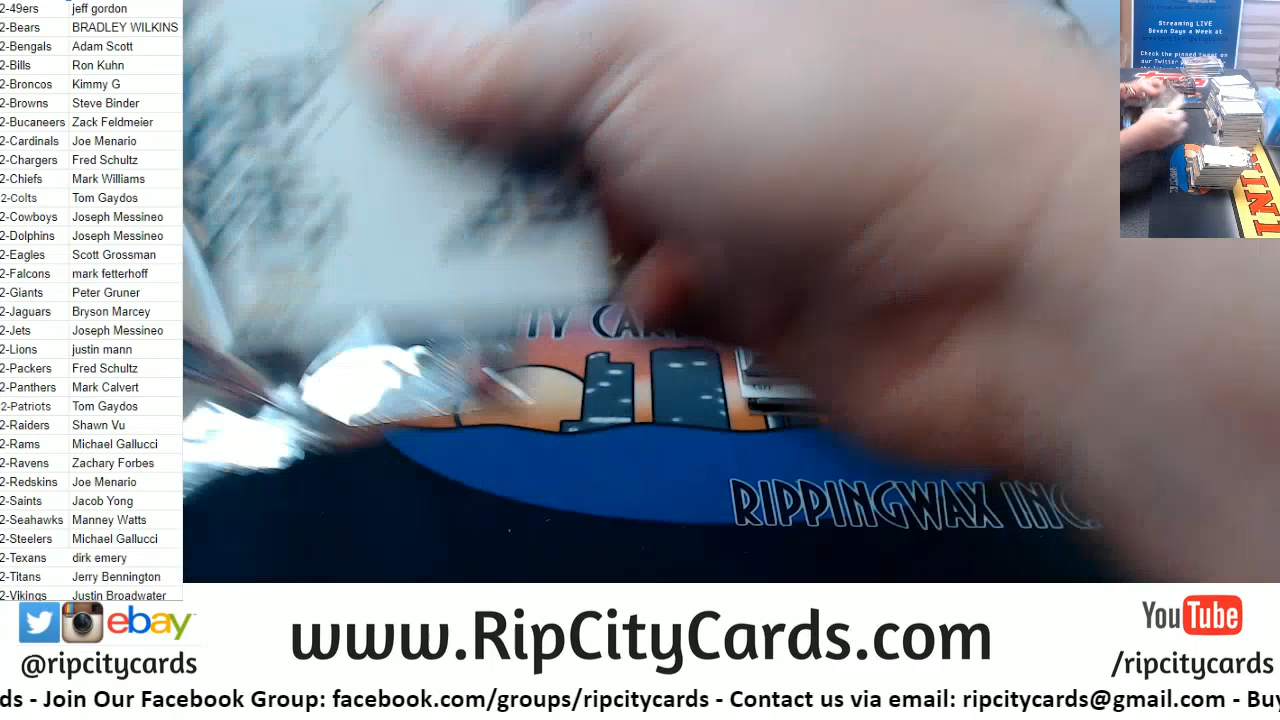 2-49ers jeff gordon
2-Bears BRADLEY WILKINS
2-Bengals Adam Scott
2-Bills Ron Kuhn
2-Broncos Kimmy G
2-Browns Steve Binder
2-Bucaneers Zack Feldmeier
2-Cardinals Joe Menario
2-Chargers Fred Schultz
2-Chiefs Mark Williams
2-Colts Tom Gaydos
2-Cowboys Joseph Messineo
2-Dolphins Joseph Messineo
2-Eagles Scott Grossman
2-Falcons mark fetterhoff
2-Giants Peter Gruner
2-Jaguars Bryson Marcey
2-Jets Joseph Messineo
2-Lions justin mann
2-Packers Fred Schultz
2-Panthers Mark Calvert
2-Patriots Tom Gaydos
2-Raiders Shawn Vu
2-Rams Michael Gallucci
2-Ravens Zachary Forbes
2-Redskins Joe Menario
2-Saints Jacob Yong
2-Seahawks Manney Watts
2-Steelers Michael Gallucci
2-Texans dirk emery
2-Titans Jerry Bennington
2-Vikings Justin Broadwater
Streaming LIVE
Seven Days a Week at
Check the pinned tweet on
our Twitter
RIPPINGWAX INC
ebay
@ripcitycards
www.RipCityCards.com
YouTube
/ripcitycards
ds - Join Our Facebook Group: facebook.com/groups/ripcitycards - Contact us via email: ripcitycards@gmail.com - Buy